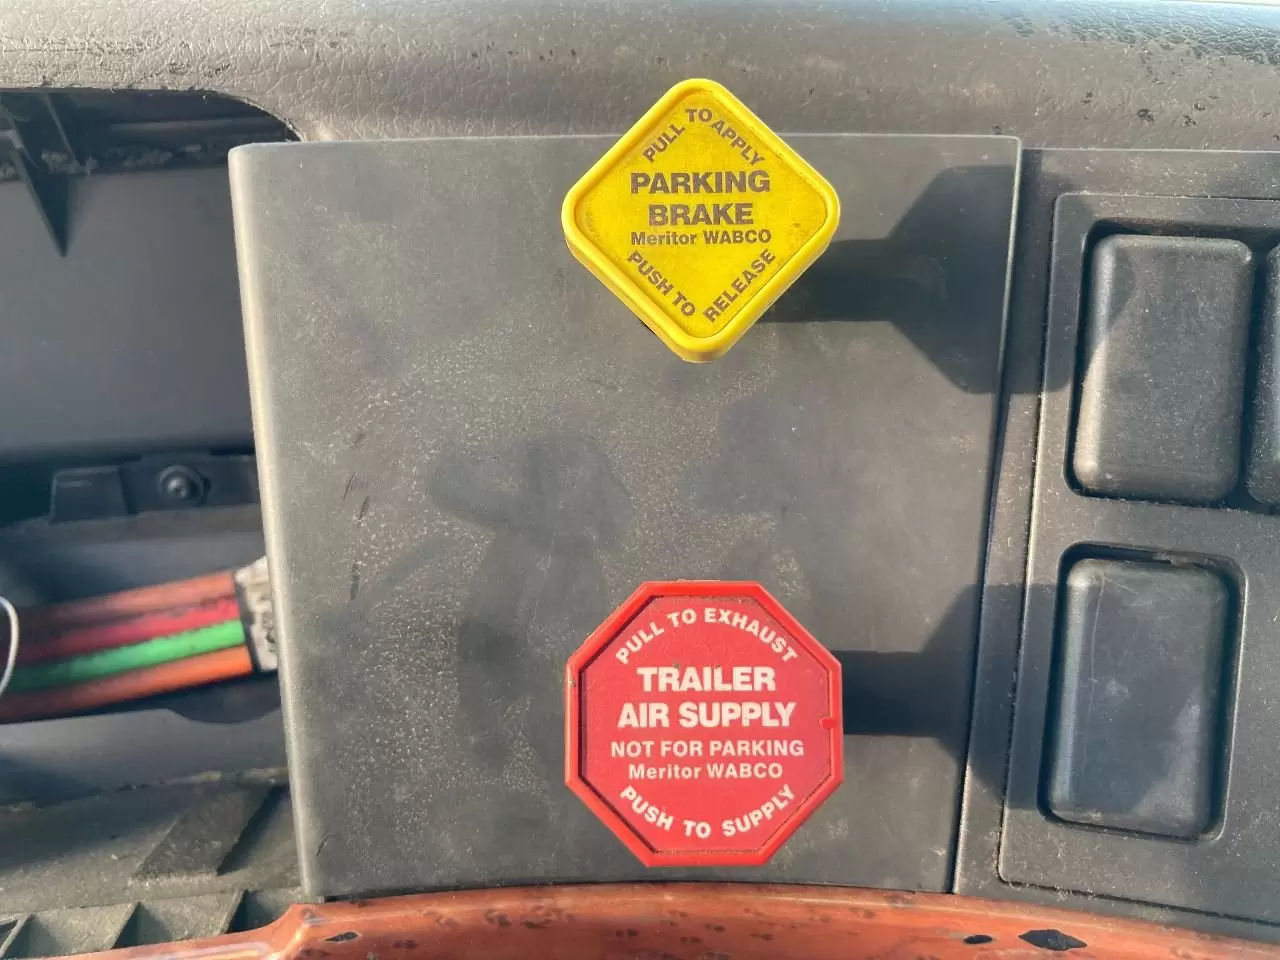 PULL TO APPLY
PARKING
BRAKE
Meritor WABCO
PUSH TO RELEASE
PULL TO EXHAUST
TRAILER
AIR SUPPLY
NOT FOR PARKING
Meritor WABCO
PUSH TO SUPPLY